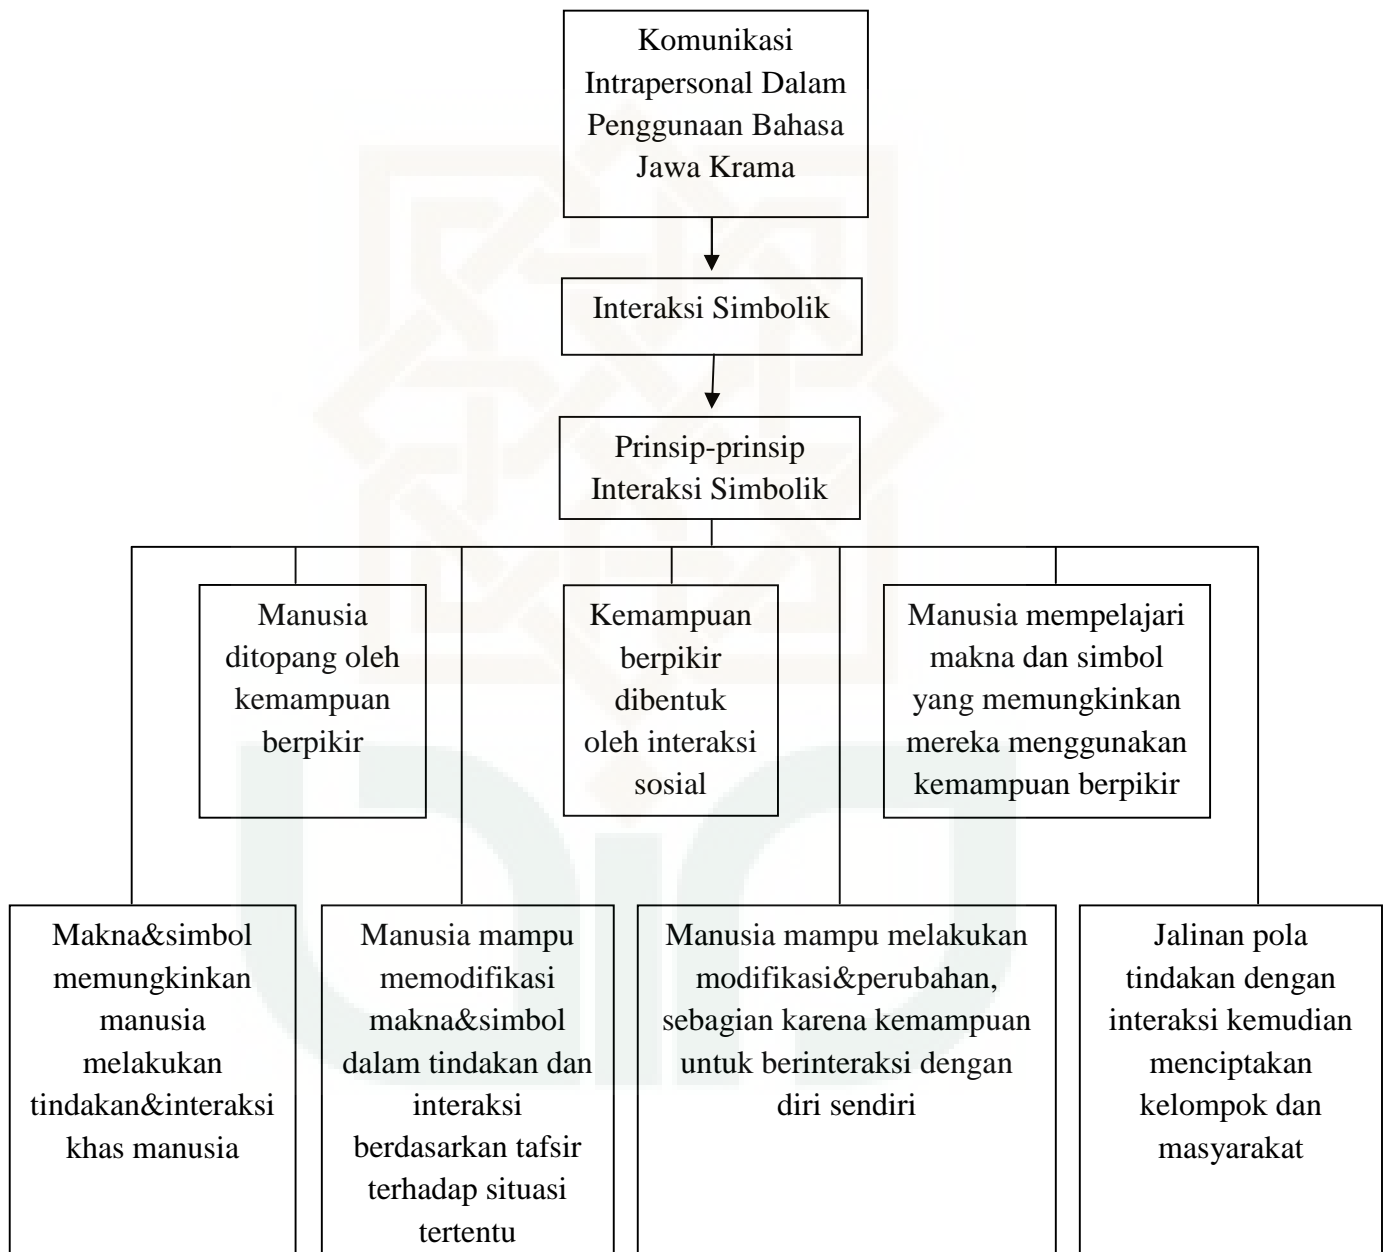 Komunikasi
Intrapersonal Dalam
Penggunaan Bahasa
Jawa Krama
Interaksi Simbolik
Prinsip-prinsip
Interaksi Simbolik
Manusia
ditopang oleh
kemampuan
berpikir
Kemampuan
berpikir
dibentuk
oleh interaksi
sosial
Manusia mempelajari
makna dan simbol
yang memungkinkan
mereka menggunakan
kemampuan berpikir
Makna&simbol
memungkinkan
manusia
melakukan
tindakan&interaksi
khas manusia
Manusia mampu
memodifikasi
makna&simbol
dalam tindakan dan
interaksi
berdasarkan tafsir
terhadap situasi
tertentu
Manusia mampu melakukan
modifikasi&perubahan,
sebagian karena kemampuan
untuk berinteraksi dengan
diri sendiri
Jalinan pola
tindakan dengan
interaksi kemudian
menciptakan
kelompok dan
masyarakat